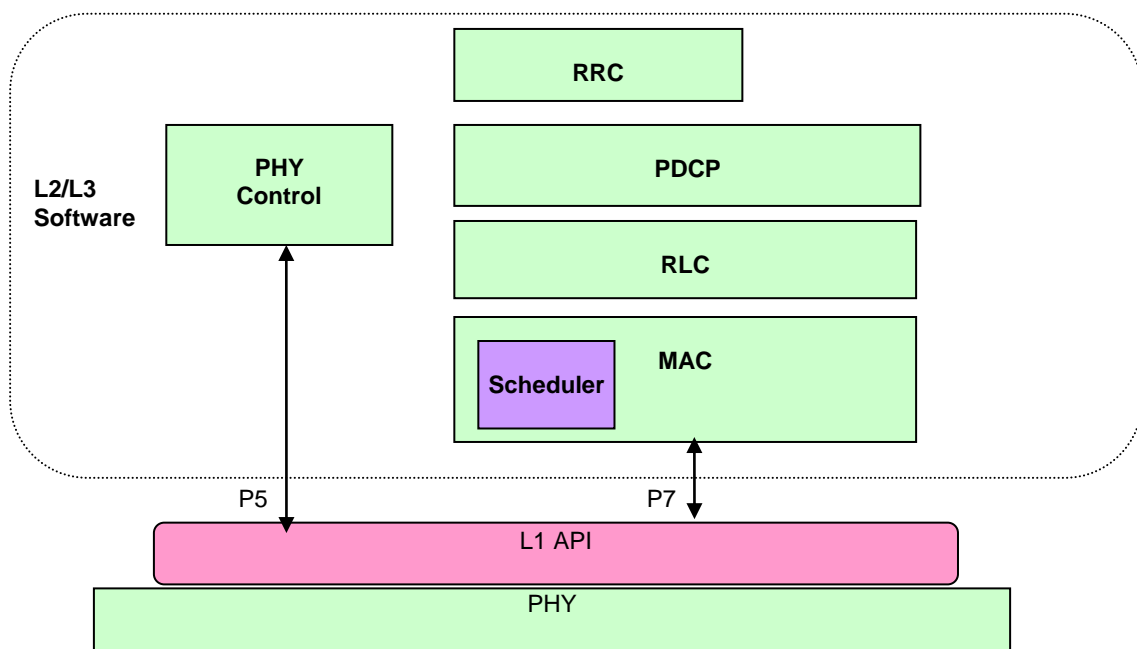 RRC
PHY
Control
PDCP
L2/L3
Software
RLC
MAC
Scheduler
P5
P7
L1 API
PHY